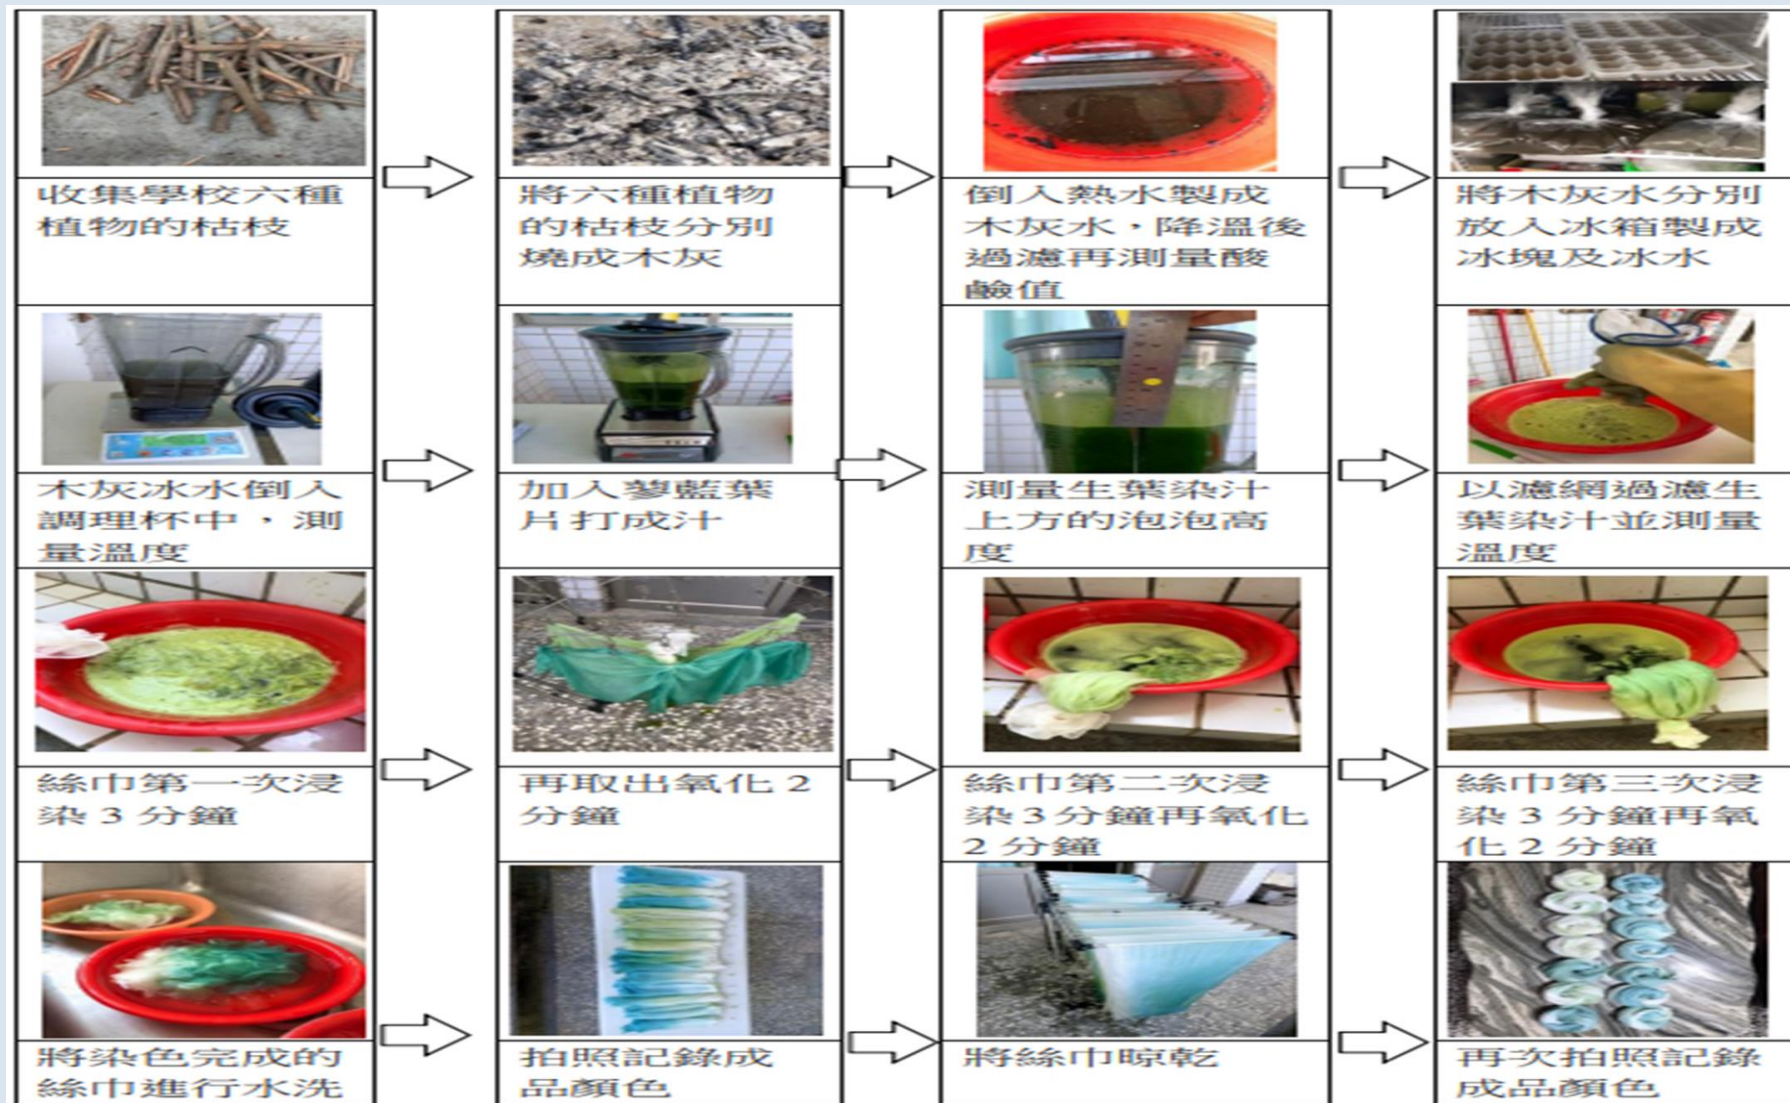 收集學校六種
植物的枯枝
將六種植物
的枯枝分別
燒成木灰
倒入熱水製成
木灰水，降溫後
過濾再測量酸
鹼值
將木灰水分別
放入冰箱製成
冰塊及冰水
木灰冰水倒入
調理杯中，測
量溫度
加入蓼藍葉
片打成汁
測量生葉染汁
上方的泡泡高
度
以濾網過濾生
葉染汁並測量
溫度
絲巾第一次浸
染 3 分鐘
再取出氧化 2
分鐘
絲巾第二次浸
染 3 分鐘再氧化
2 分鐘
絲巾第三次浸
染 3 分鐘再氧
化 2 分鐘
將染色完成的
絲巾進行水洗
拍照記錄成
品顏色
將絲巾晾乾
再次拍照記錄
成品顏色